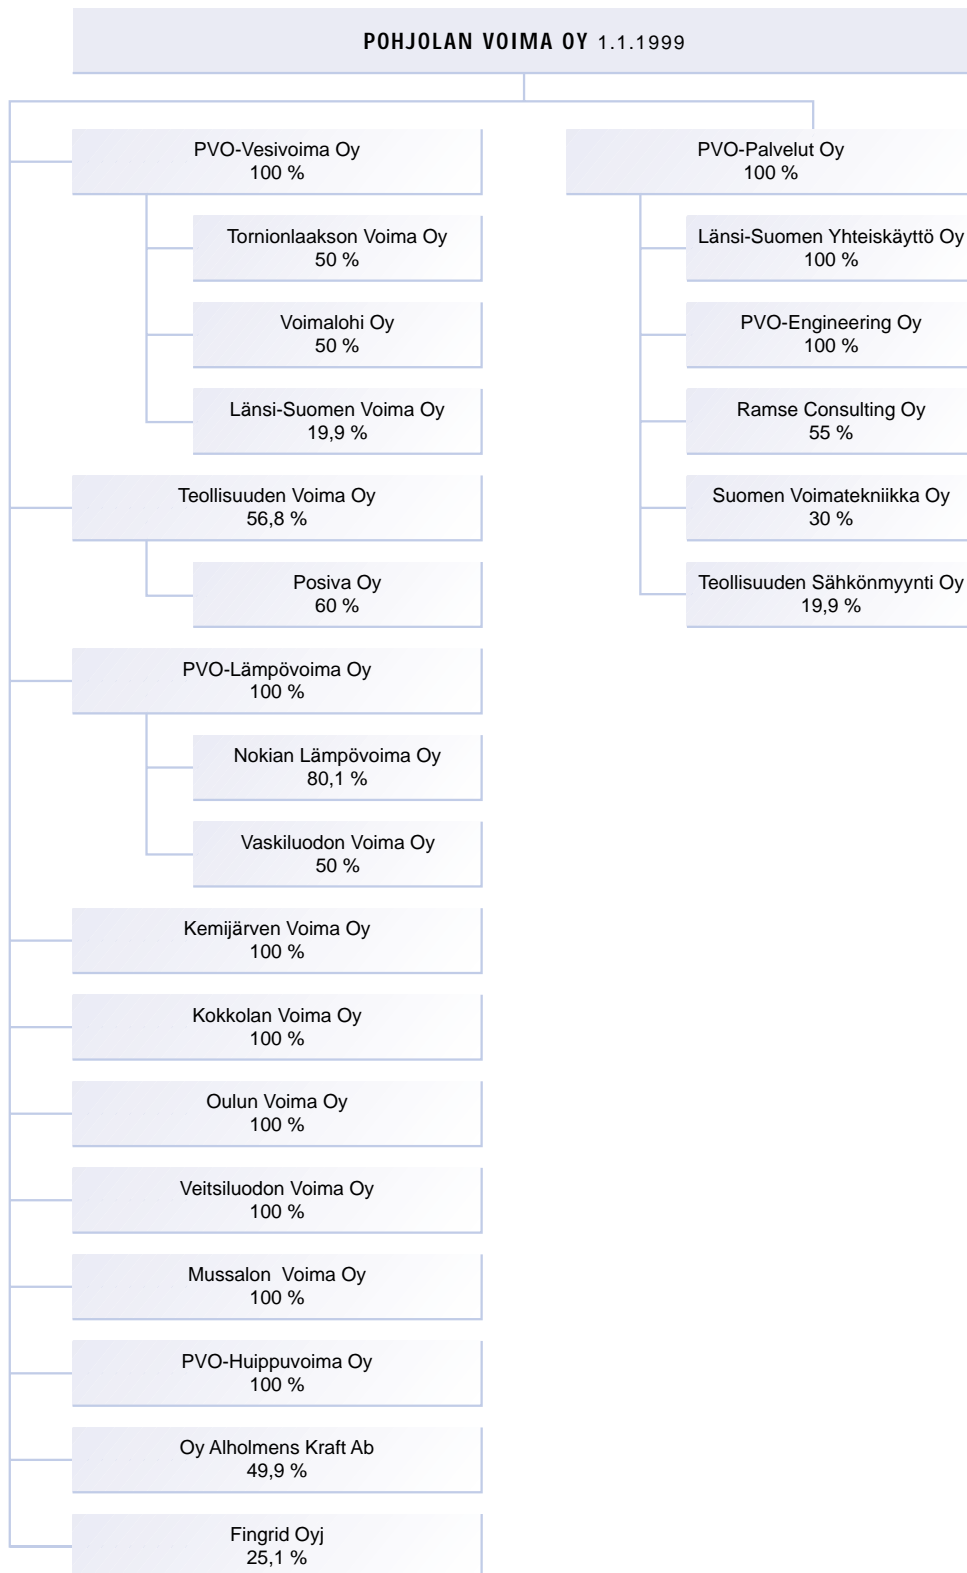 POHJOLAN VOIMA OY 1.1.1999
PVO-Vesivoima Oy
100 %
Tornionlaakson Voima Oy
50 %
Voimalohi Oy
50 %
Länsi-Suomen Voima Oy
19,9 %
Teollisuuden Voima Oy
56,8 %
Posiva Oy
60 %
PVO-Lämpövoima Oy
100 %
Nokian Lämpövoima Oy
80,1 %
Vaskiluodon Voima Oy
50 %
Kemijärven Voima Oy
100 %
Kokkolan Voima Oy
100 %
Oulun Voima Oy
100 %
Veitsiluodon Voima Oy
100 %
Mussalon Voima Oy
100 %
PVO-Huippuvoima Oy
100 %
Oy Alholmens Kraft Ab
49,9 %
Fingrid Oyj
25,1 %
PVO-Palvelut Oy
100 %
Länsi-Suomen Yhteiskäyttö Oy
100 %
PVO-Engineering Oy
100 %
Ramse Consulting Oy
55 %
Suomen Voimatekniikka Oy
30 %
Teollisuuden Sähkönmyynti Oy
19,9 %